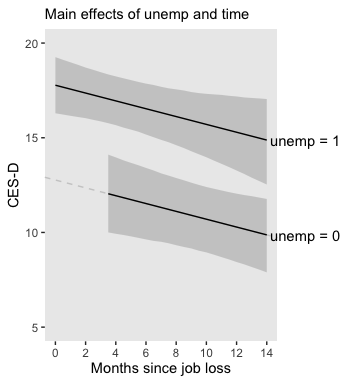 Main effects of unemp and time
20
15
10
5
CES-D
unemp = 1
unemp = 0
0 2 4 6 8 10 12 14
Months since job loss